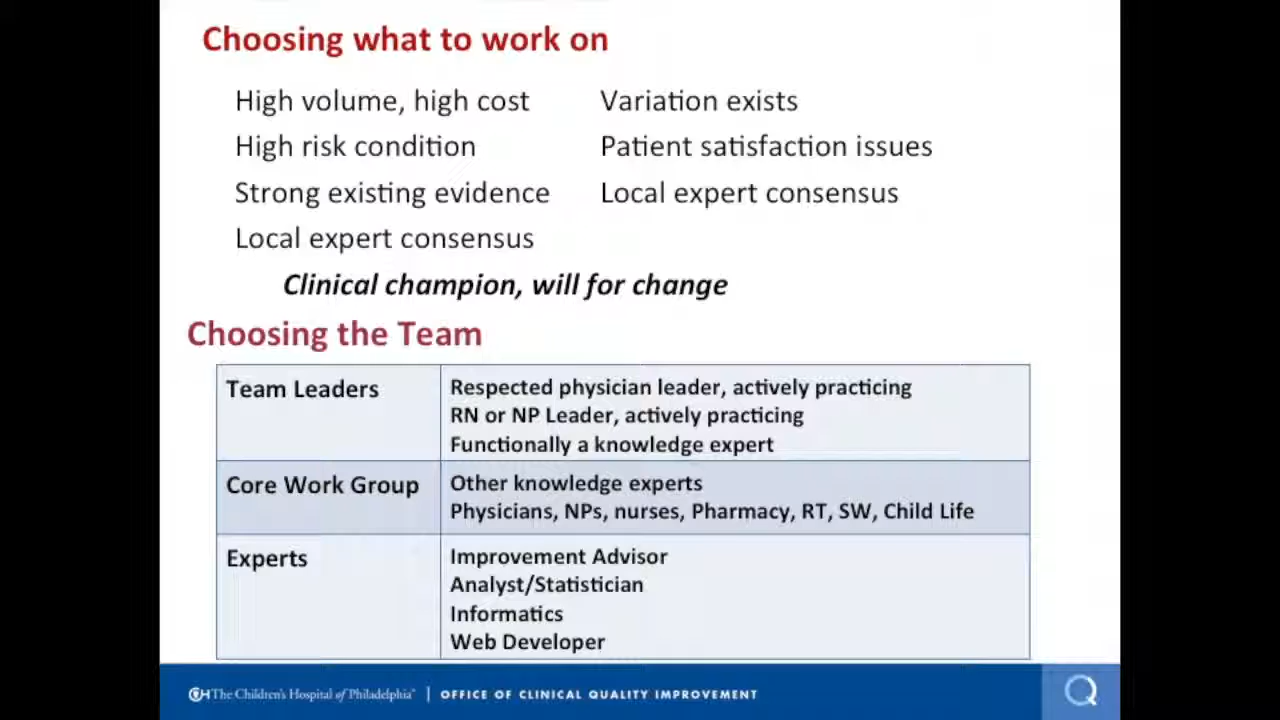 Choosing what to work on
High volume, high cost
Variation exists
High risk condition
Patient satisfaction issues
Strong existing evidence
Local expert consensus
Local expert consensus
Clinical champion, will for change
Choosing the Team
Team Leaders
Respected physician leader, actively practicing
RN or NP Leader, actively practicing
Functionally a knowledge expert
Core Work Group
Other knowledge experts
Physicians, NPs, nurses, Pharmacy, RT, SW, Child Life
Experts
Improvement Advisor
Analyst/Statistician
Informatics
Web Developer
The Children's Hospital of Philadelphia® | OFFICE OF CLINICAL QUALITY IMPROVEMENT
Q